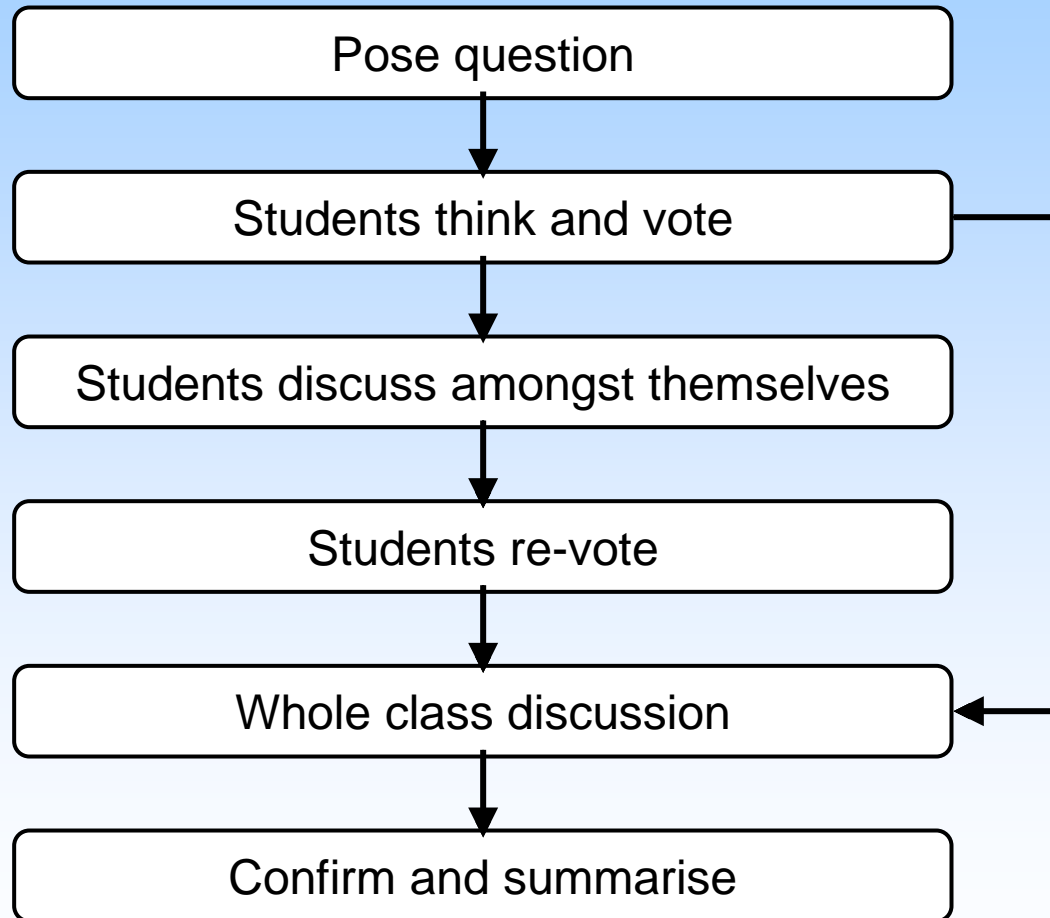 Pose question
Students think and vote
Students discuss amongst themselves
Students re-vote
Whole class discussion
Confirm and summarise